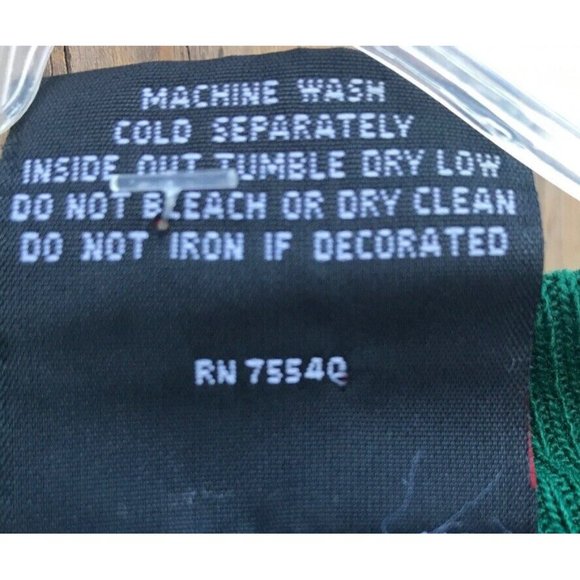 MACHINE WASH
COLD SEPARATELY
INSIDE OUT TUMBLE DRY LOW
DO NOT BLEACH OR DRY CLEAN
DO NOT IRON IF DECORATED
RN 7554Q